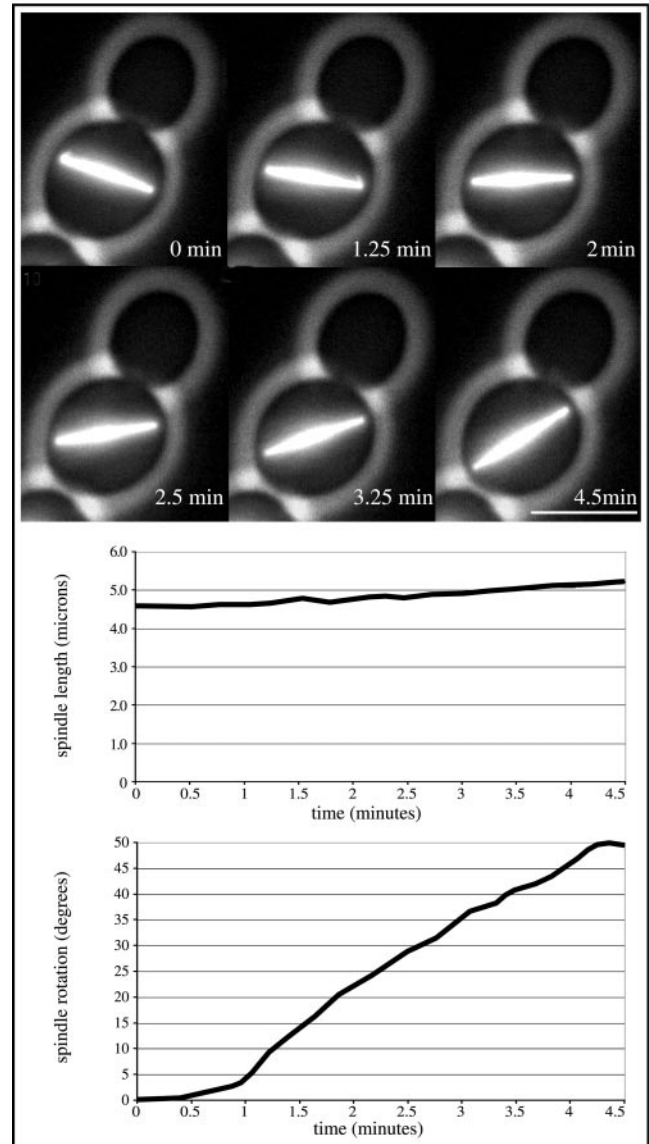 0 min 1.25 min 2 min
2.5 min 3.25 min 4.5min
spindle length (microns)
6.0
5.0
4.0
3.0
2.0
1.0
0
0 0.5 1 1.5 2 2.5 3 3.5 4 4.5
time (minutes)
spindle rotation (degrees)
50
45
40
35
30
25
20
15
10
5
0
0 0.5 1 1.5 2 2.5 3 3.5 4 4.5
time (minutes)